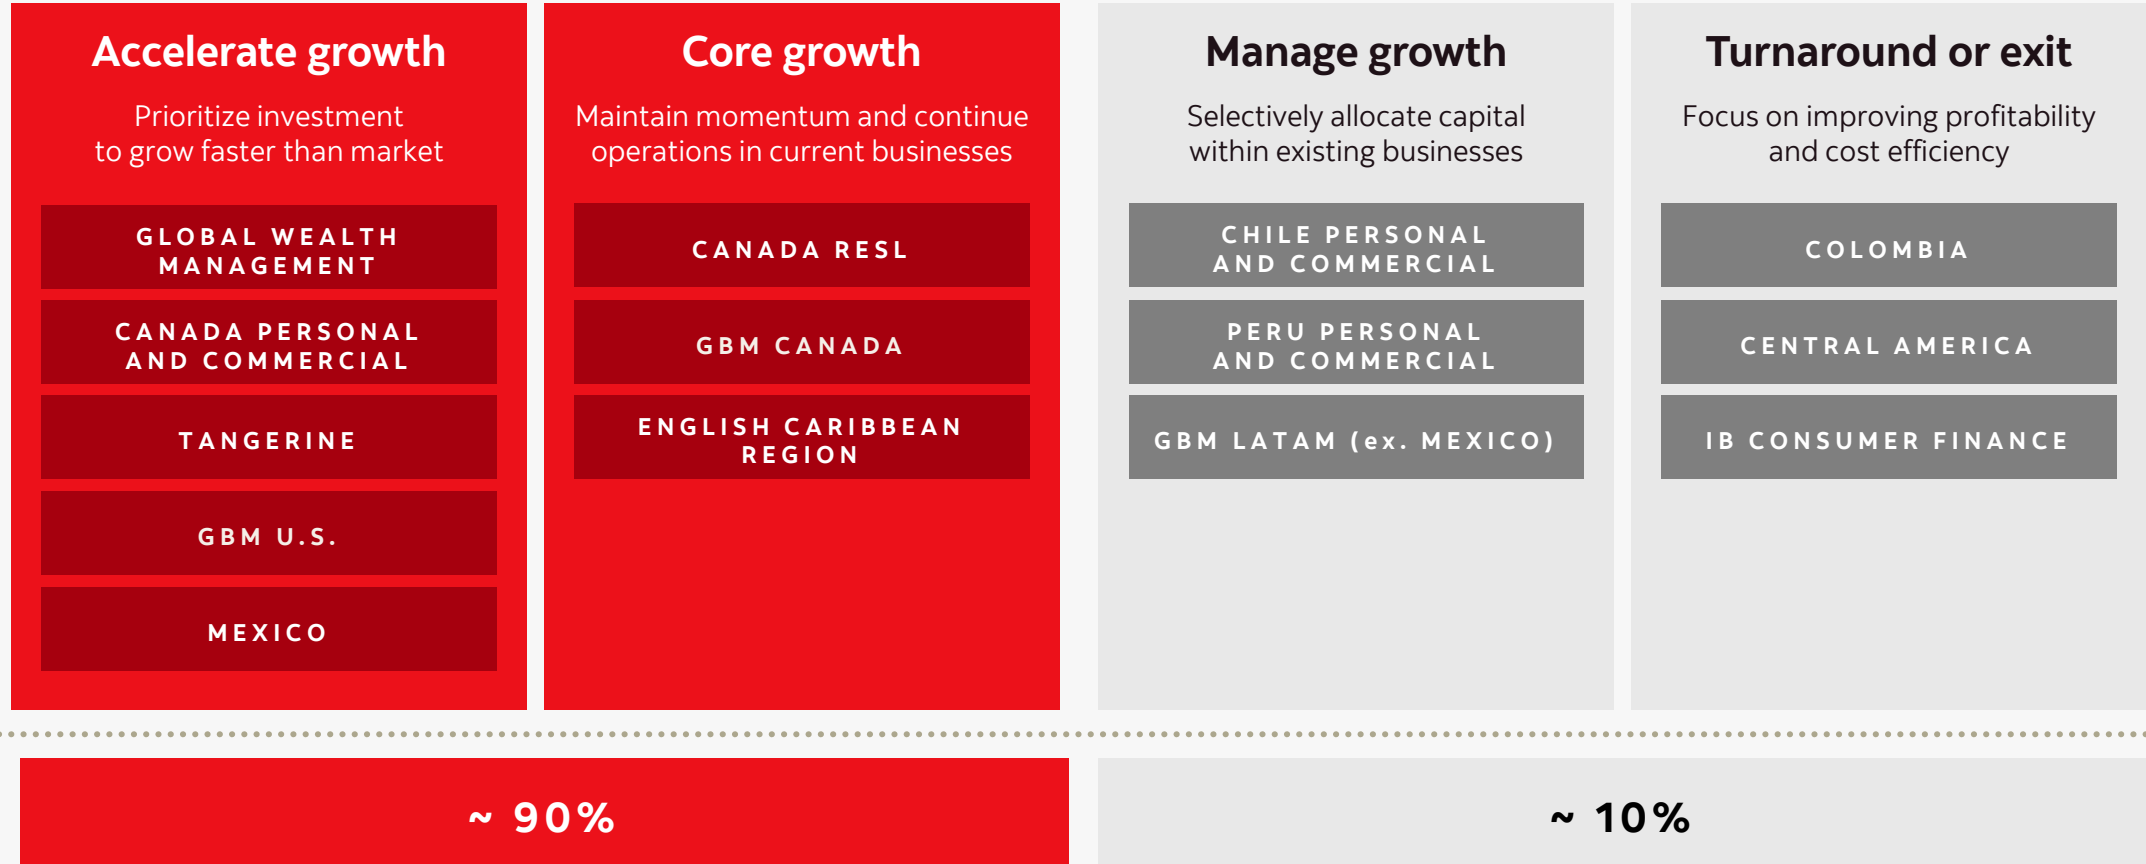 Accelerate growth
Prioritize investment
to grow faster than market
GLOBAL WEALTH
MANAGEMENT
CANADA PERSONAL
AND COMMERCIAL
TANGERINE
GBM U.S.
MEXICO
Core growth
Maintain momentum and continue
operations in current businesses
CANADA RESL
GBM CANADA
ENGLISH CARIBBEAN
REGION
Manage growth
Selectively allocate capital
within existing businesses
CHILE PERSONAL
AND COMMERCIAL
PERU PERSONAL
AND COMMERCIAL
GBM LATAM (ex. MEXICO)
Turnaround or exit
Focus on improving profitability
and cost efficiency
COLOMBIA
CENTRAL AMERICA
IB CONSUMER FINANCE
~ 90%
~ 10%